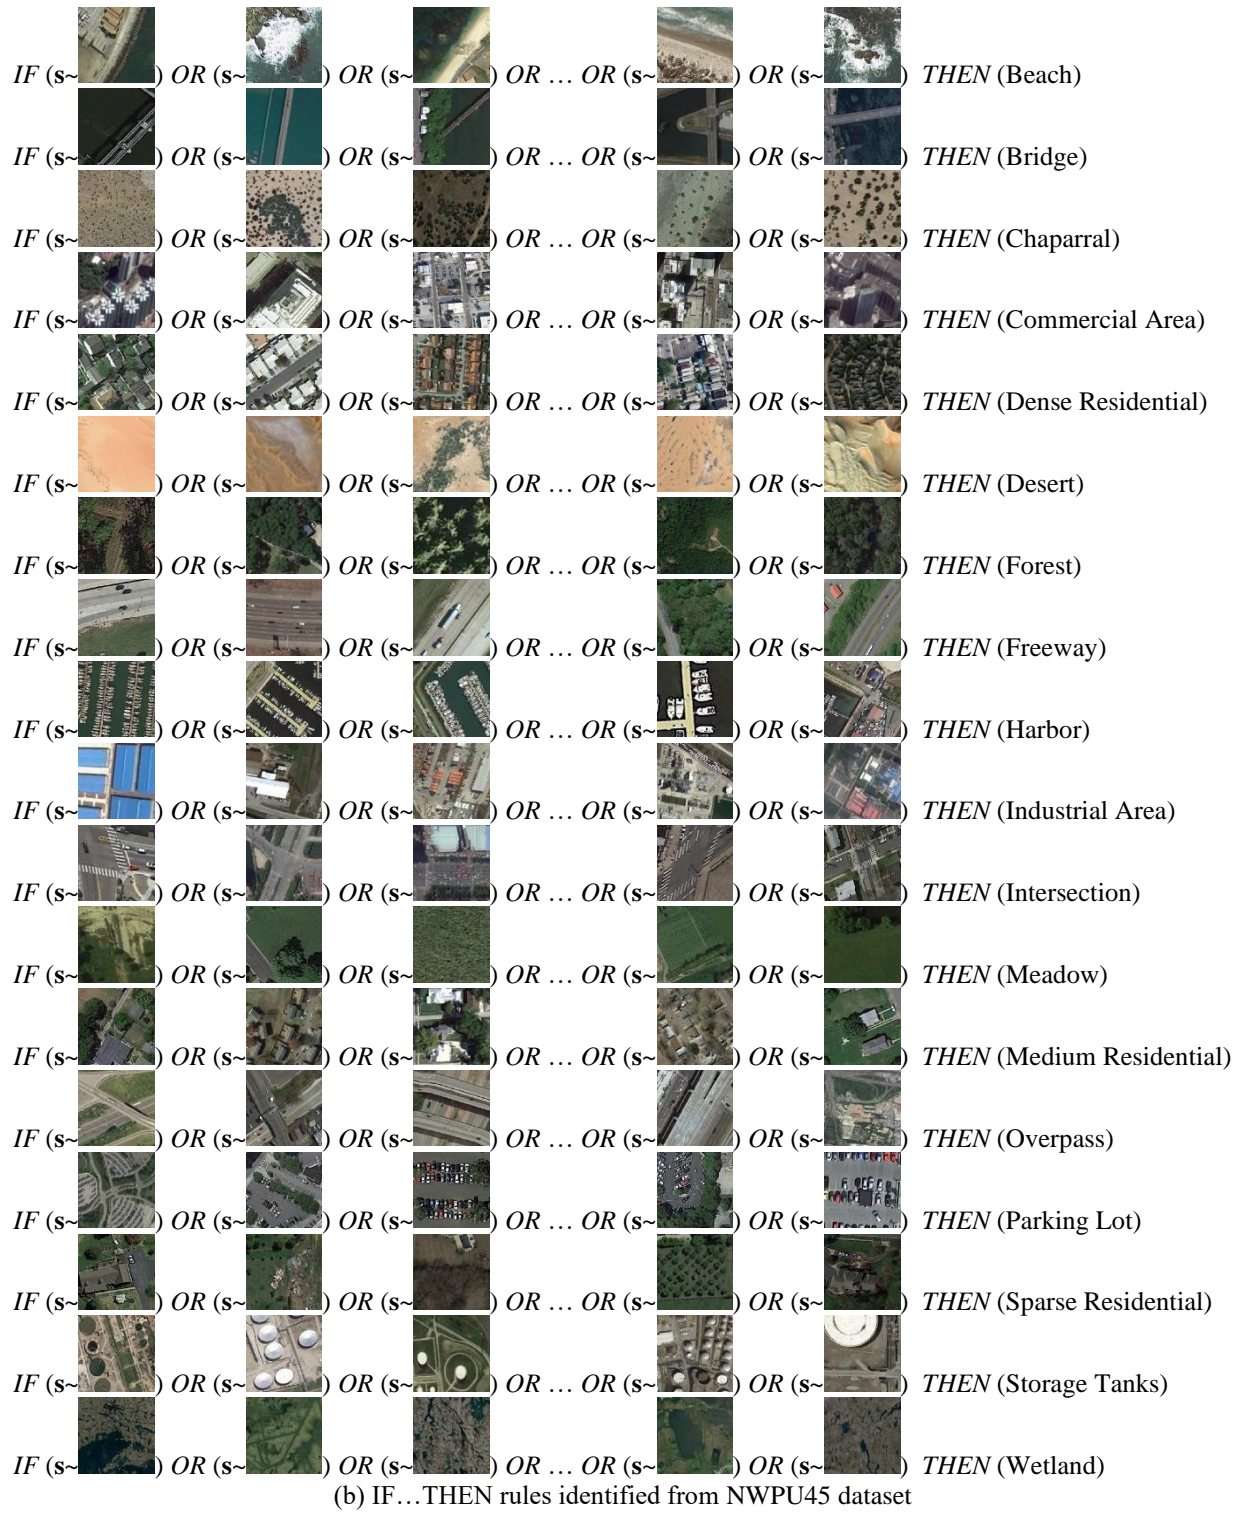 IF (s~ ) OR (s~ ) OR (s~ ) OR … OR (s~ ) OR (s~ ) THEN (Beach)
IF (s~ ) OR (s~ ) OR (s~ ) OR … OR (s~ ) OR (s~ ) THEN (Bridge)
IF (s~ ) OR (s~ ) OR (s~ ) OR … OR (s~ ) OR (s~ ) THEN (Chaparral)
IF (s~ ) OR (s~ ) OR (s~ ) OR … OR (s~ ) OR (s~ ) THEN (Commercial Area)
IF (s~ ) OR (s~ ) OR (s~ ) OR … OR (s~ ) OR (s~ ) THEN (Dense Residential)
IF (s~ ) OR (s~ ) OR (s~ ) OR … OR (s~ ) OR (s~ ) THEN (Desert)
IF (s~ ) OR (s~ ) OR (s~ ) OR … OR (s~ ) OR (s~ ) THEN (Forest)
IF (s~ ) OR (s~ ) OR (s~ ) OR … OR (s~ ) OR (s~ ) THEN (Freeway)
IF (s~ ) OR (s~ ) OR (s~ ) OR … OR (s~ ) OR (s~ ) THEN (Harbor)
IF (s~ ) OR (s~ ) OR (s~ ) OR … OR (s~ ) OR (s~ ) THEN (Industrial Area)
IF (s~ ) OR (s~ ) OR (s~ ) OR … OR (s~ ) OR (s~ ) THEN (Intersection)
IF (s~ ) OR (s~ ) OR (s~ ) OR … OR (s~ ) OR (s~ ) THEN (Meadow)
IF (s~ ) OR (s~ ) OR (s~ ) OR … OR (s~ ) OR (s~ ) THEN (Medium Residential)
IF (s~ ) OR (s~ ) OR (s~ ) OR … OR (s~ ) OR (s~ ) THEN (Overpass)
IF (s~ ) OR (s~ ) OR (s~ ) OR … OR (s~ ) OR (s~ ) THEN (Parking Lot)
IF (s~ ) OR (s~ ) OR (s~ ) OR … OR (s~ ) OR (s~ ) THEN (Sparse Residential)
IF (s~ ) OR (s~ ) OR (s~ ) OR … OR (s~ ) OR (s~ ) THEN (Storage Tanks)
IF (s~ ) OR (s~ ) OR (s~ ) OR … OR (s~ ) OR (s~ ) THEN (Wetland)
(b) IF…THEN rules identified from NWPU45 dataset